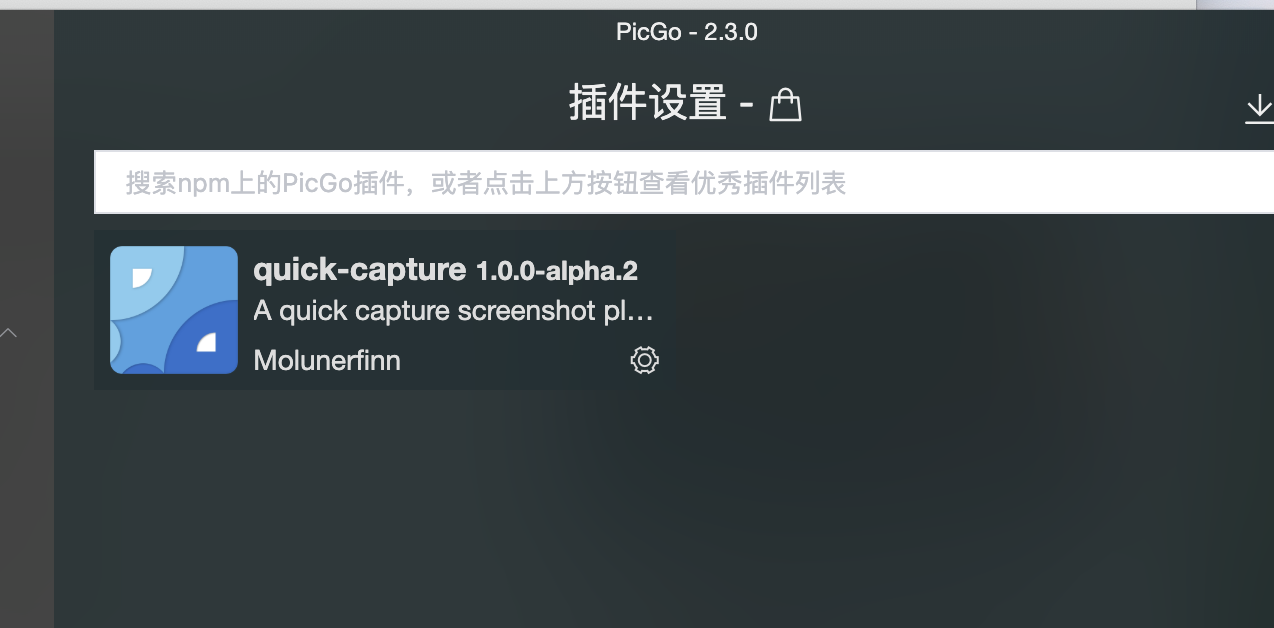 PicGo - 2.3.0
插件设置 -
搜索npm上的PicGo插件，或者点击上方按钮查看优秀插件列表
quick-capture 1.0.0-alpha.2
A quick capture screenshot pl…
Molunerfinn